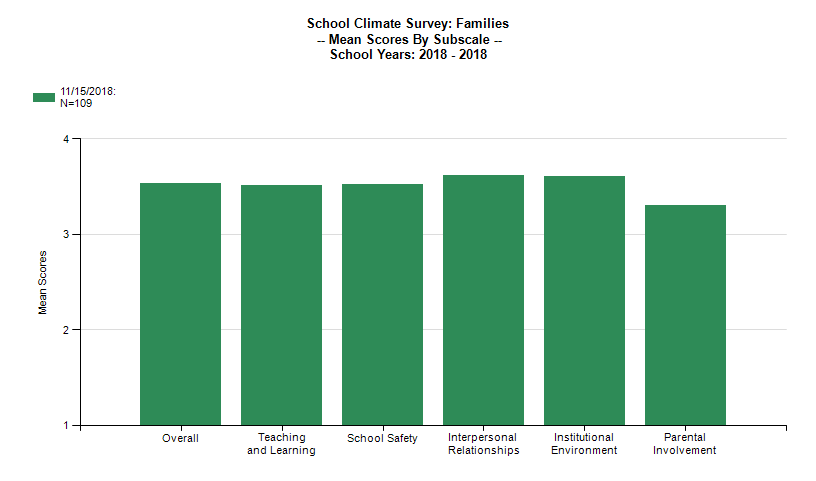 School Climate Survey: Families
-- Mean Scores By Subscale --
School Years: 2018 - 2018
11/15/2018:
N=109
4
3
2
1
Mean Scores
Overall
Teaching
and Learning
School Safety
Interpersonal
Relationships
Institutional
Environment
Parental
Involvement